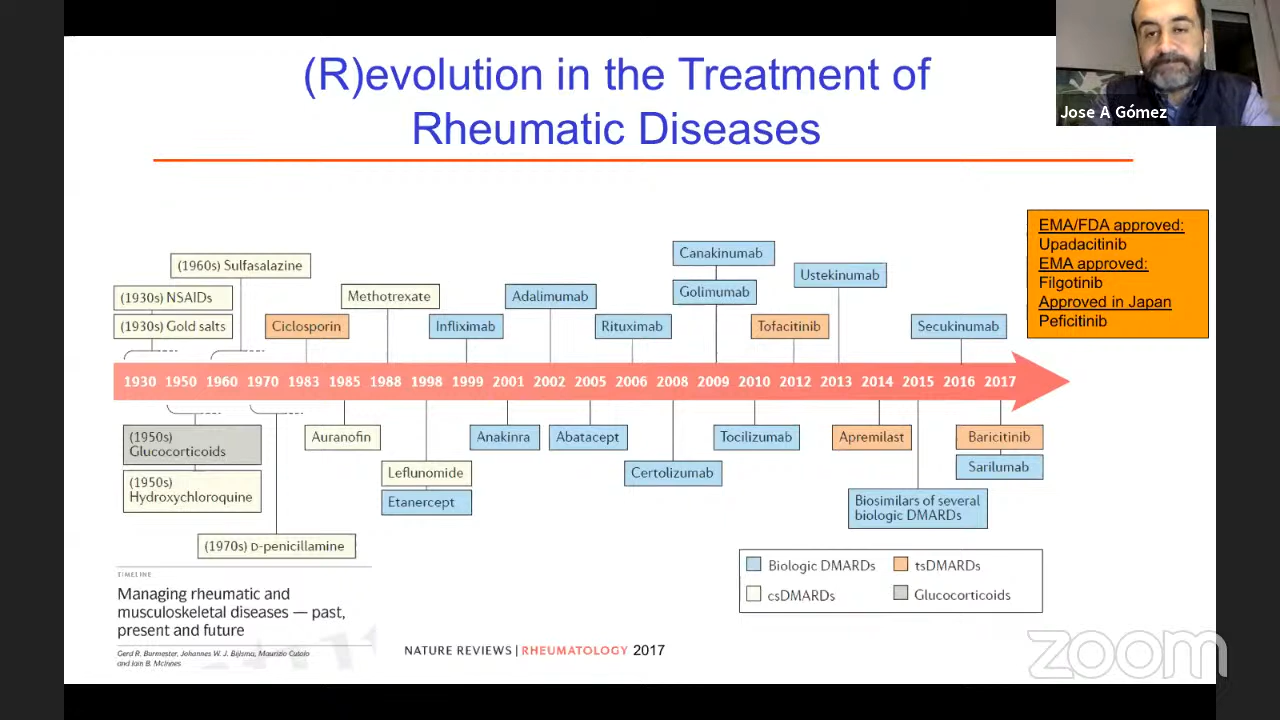 (R)evolution in the Treatment of
Rheumatic Diseases
Jose A Gómez
EMA/FDA approved:
Upadacitinib
EMA approved:
Filgotinib
Approved in Japan
Peficitinib
(1960s) Sulfasalazine
(1930s) NSAIDs
(1930s) Gold salts
Ciclosporin
Methotrexate
Infliximab
Adalimumab
Rituximab
Canakinumab
Golimumab
Tofacitinib
Ustekinumab
Secukinumab
1930 1950 1960 1970 1983 1985 1988 1998 1999 2001 2002 2005 2006 2008 2009 2010 2012 2013 2014 2015 2016 2017
(1950s)
Glucocorticoids
(1950s)
Hydroxychloroquine
(1970s) D-penicillamine
Auranofin
Leflunomide
Etanercept
Anakinra
Abatacept
Certolizumab
Tocilizumab
Apremilast
Biosimilars of several
biologic DMARDs
Baricitinib
Sarilumab
Biologic DMARDs
tsDMARDs
csDMARDs
Glucocorticoids
TIMELINE
Managing rheumatic and
musculoskeletal diseases — past,
present and future
Gerd R. Burmester, Johannes W. J. Bijlsma, Maurizio Cutolo
and Iain B. McInnes
NATURE REVIEWS | RHEUMATOLOGY 2017
zoom